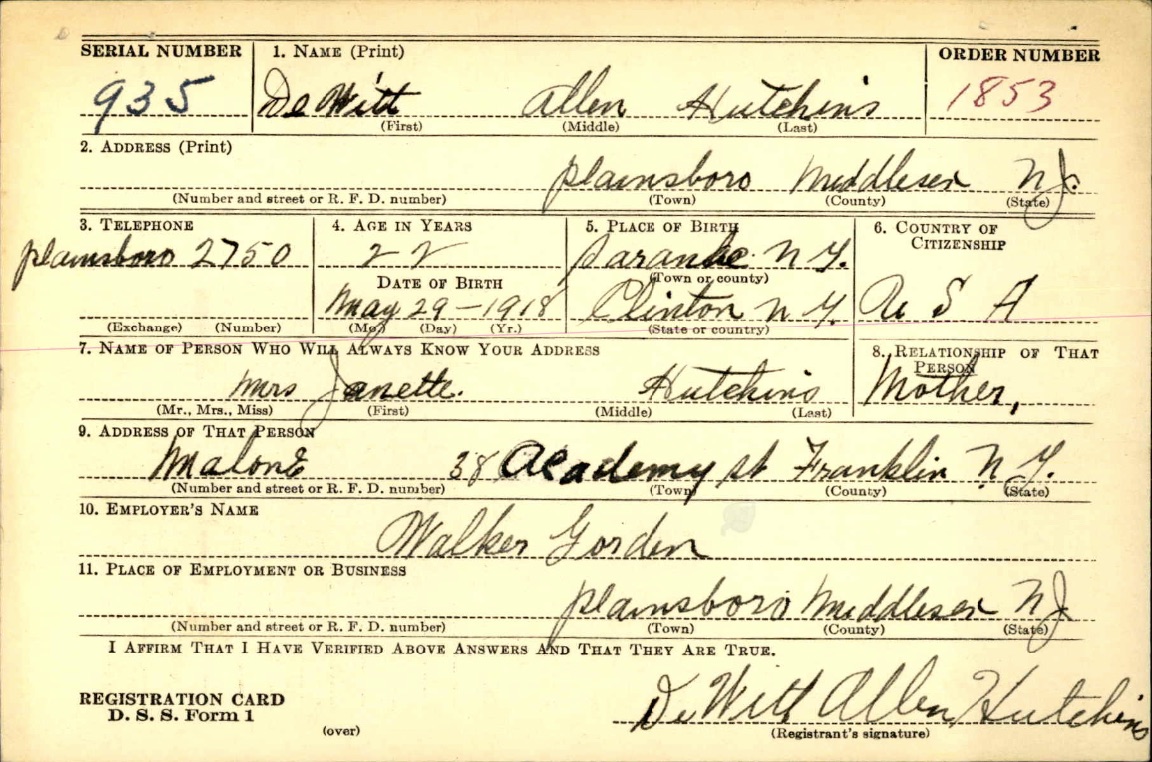 SERIAL NUMBER 1. NAME (Print) ORDER NUMBER
935 De Witt Allen Hutchins 1853
(First) (Middle) (Last)
2. ADDRESS (Print)
Plainsboro Middlesex N.J.
(Number and street or R. F. D. number) (Town) (County) (State)
3. TELEPHONE 4. AGE IN YEARS 5. PLACE OF BIRTH 6. COUNTRY OF CITIZENSHIP
Plainsboro 2750 22 Saranac N.Y.
(Town or county)
DATE OF BIRTH
May 29-1918 Clinton N.Y. U S A
(Exchange) (Number) (Mo.) (Day) (Yr.) (State or country)
7. NAME OF PERSON WHO WILL ALWAYS KNOW YOUR ADDRESS 8. RELATIONSHIP OF THAT PERSON
Mrs Janette. Hutchins Mother,
(Mr., Mrs., Miss) (First) (Middle) (Last)
9. ADDRESS OF THAT PERSON
Malone 38 Academy st Franklin N.Y.
(Number and street or R. F. D. number) (Town) (County) (State)
10. EMPLOYER'S NAME
Walker Gorden
11. PLACE OF EMPLOYMENT OR BUSINESS
Plainsboro Middlesex NJ
(Number and street or R. F. D. number) (Town) (County) (State)
I AFFIRM THAT I HAVE VERIFIED ABOVE ANSWERS AND THAT THEY ARE TRUE.
REGISTRATION CARD
D. S. S. Form 1
De Witt Allen Hutchins
(over) (Registrant's signature)